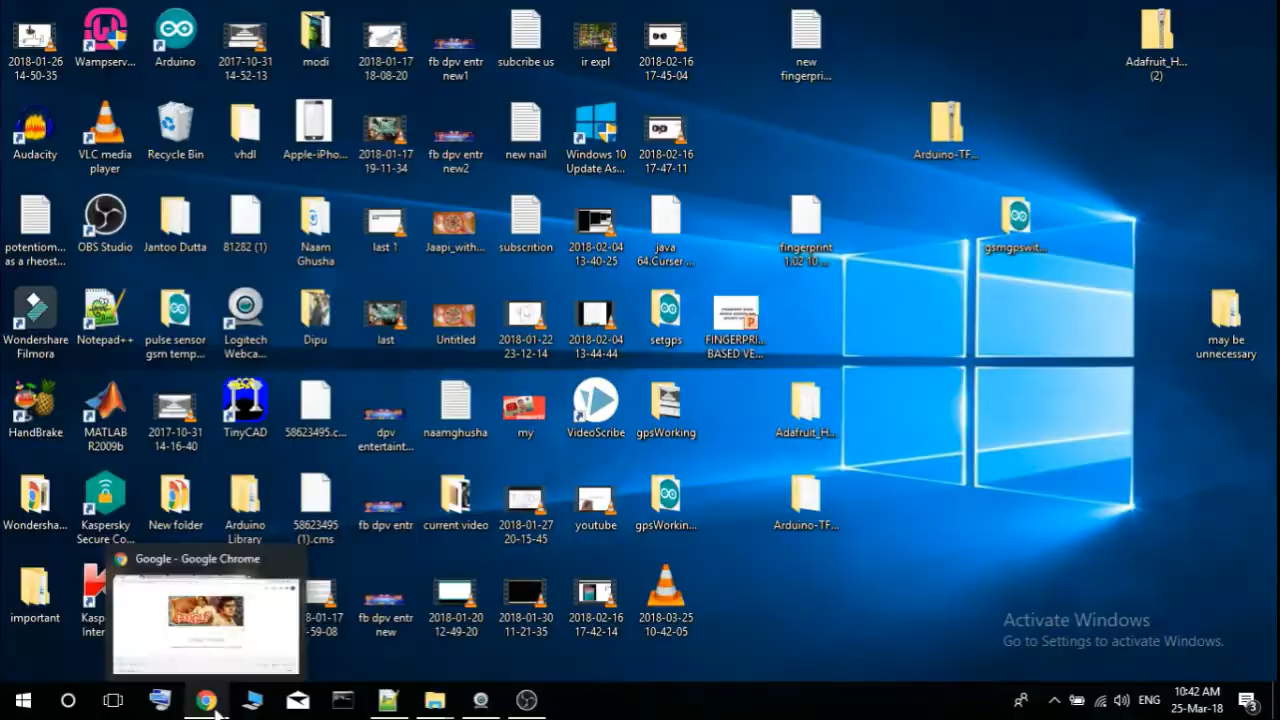 2018-01-26
14-50-35
Wampserv...
Arduino
2017-10-31
14-52-13
modi
2018-01-17
18-08-20
fb dpv entr
new1
subcribe us
ir expl
2018-02-16
17-45-04
new
fingerpri...
Adafruit_H...
(2)
Audacity
VLC media
player
Recycle Bin
vhdl
Apple-iPho...
2018-01-17
19-11-34
fb dpv entr
new2
new nail
Windows 10
Update As...
2018-02-16
17-47-11
Arduino-TF...
potentiom...
as a rheost...
OBS Studio
Jantoo Dutta
81282 (1)
Naam
Ghusha
last 1
Jaapi_with...
subscrition
2018-02-04
13-40-25
java
64.Curser ...
fingerprint
1.02 10-...
gsmgpswit...
Wondershare
Filmora
Notepad++
pulse sensor
gsm temp...
Logitech
Webca...
Dipu
last
Untitled
2018-01-22
23-12-14
2018-02-04
13-44-44
setgps
FINGERPRI...
BASED VE...
may be
unnecessary
HandBrake
MATLAB
R2009b
2017-10-31
14-16-40
TinyCAD
58623495.c...
dpv
entertaint...
naamghusha
my
VideoScribe
gpsWorking
Adafruit_H...
Wondersha...
Kaspersky
Secure Co...
New folder
Arduino
Library
58623495
(1).cms
fb dpv entr
current video
2018-01-27
20-15-45
youtube
gpsWorkin...
Arduino-TF...
Google - Google Chrome
important
Kasp
Inter
8-01-17
-59-08
fb dpv entr
new
2018-01-20
12-49-20
2018-01-30
11-21-35
2018-02-16
17-42-14
2018-03-25
10-42-05
Activate Windows
Go to Settings to activate Windows.
ENG
10:42 AM
25-Mar-18
3